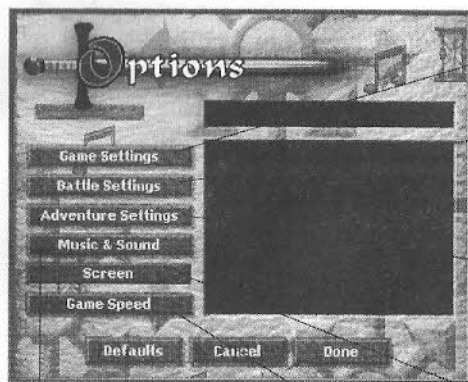 Options
Game Settings
Battle Settings
Adventure Settings
Music & Sound
Screen
Game Speed
Defaults
Cancel
Done